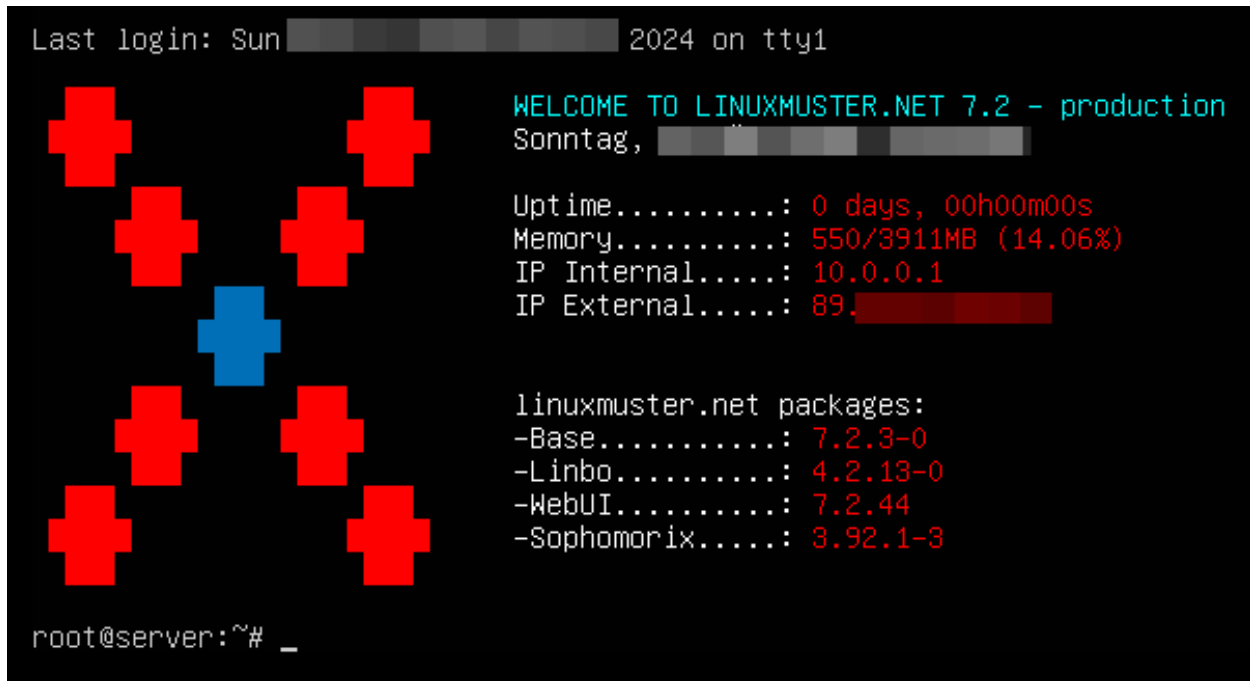 Last login: Sun 2024 on tty1
WELCOME TO LINUXMUSTER.NET 7.2 - production
Sonntag,
Uptime..........: 0 days, 00h00m00s
Memory..........: 550/3911MB (14.06%)
IP Internal.....: 10.0.0.1
IP External.....: 89.
linuxmuster.net packages:
-Base...........: 7.2.3-0
-Linbo..........: 4.2.13-0
-WebUI..........: 7.2.44
-Sophomorix.....: 3.92.1-3
root@server:~# _